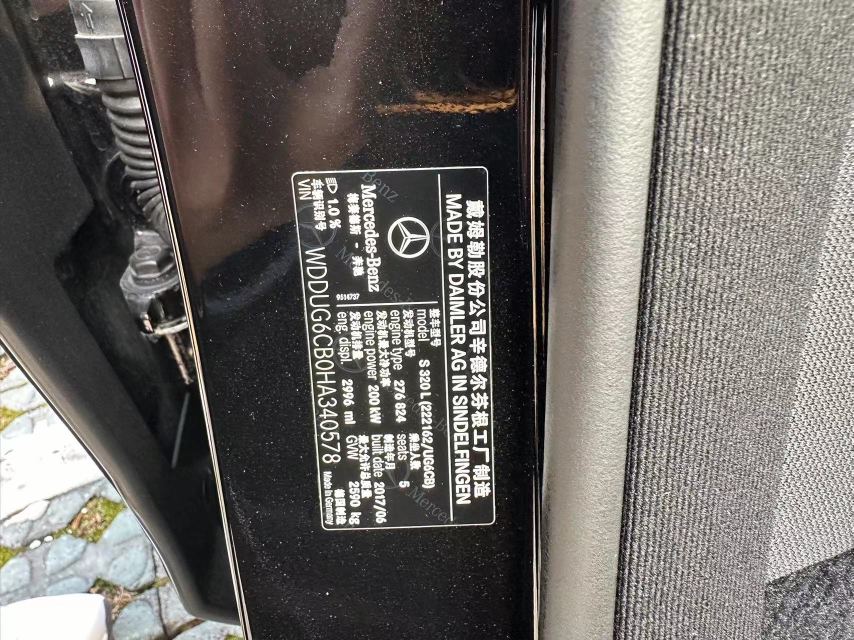 戴姆勒股份公司辛德尔芬根工厂制造
MADE BY DAIMLER AG IN SINDELFINGEN
Mercedes-Benz
梅赛德斯 - 奔驰
9514737
整车型号
model S 320 L (222162/UG6CB)
发动机型号 乘坐人数
engine type 276 824 seats 5
发动机最大净功率 制造年月
engine power 200 kW built date 2017/06
发动机排量 最大允许总质量
eng. displ. 2996 ml GVW 2590 kg
1.0 %
车辆识别号 德国制造
VIN WDDUG6CB0HA340578 Made in Germany